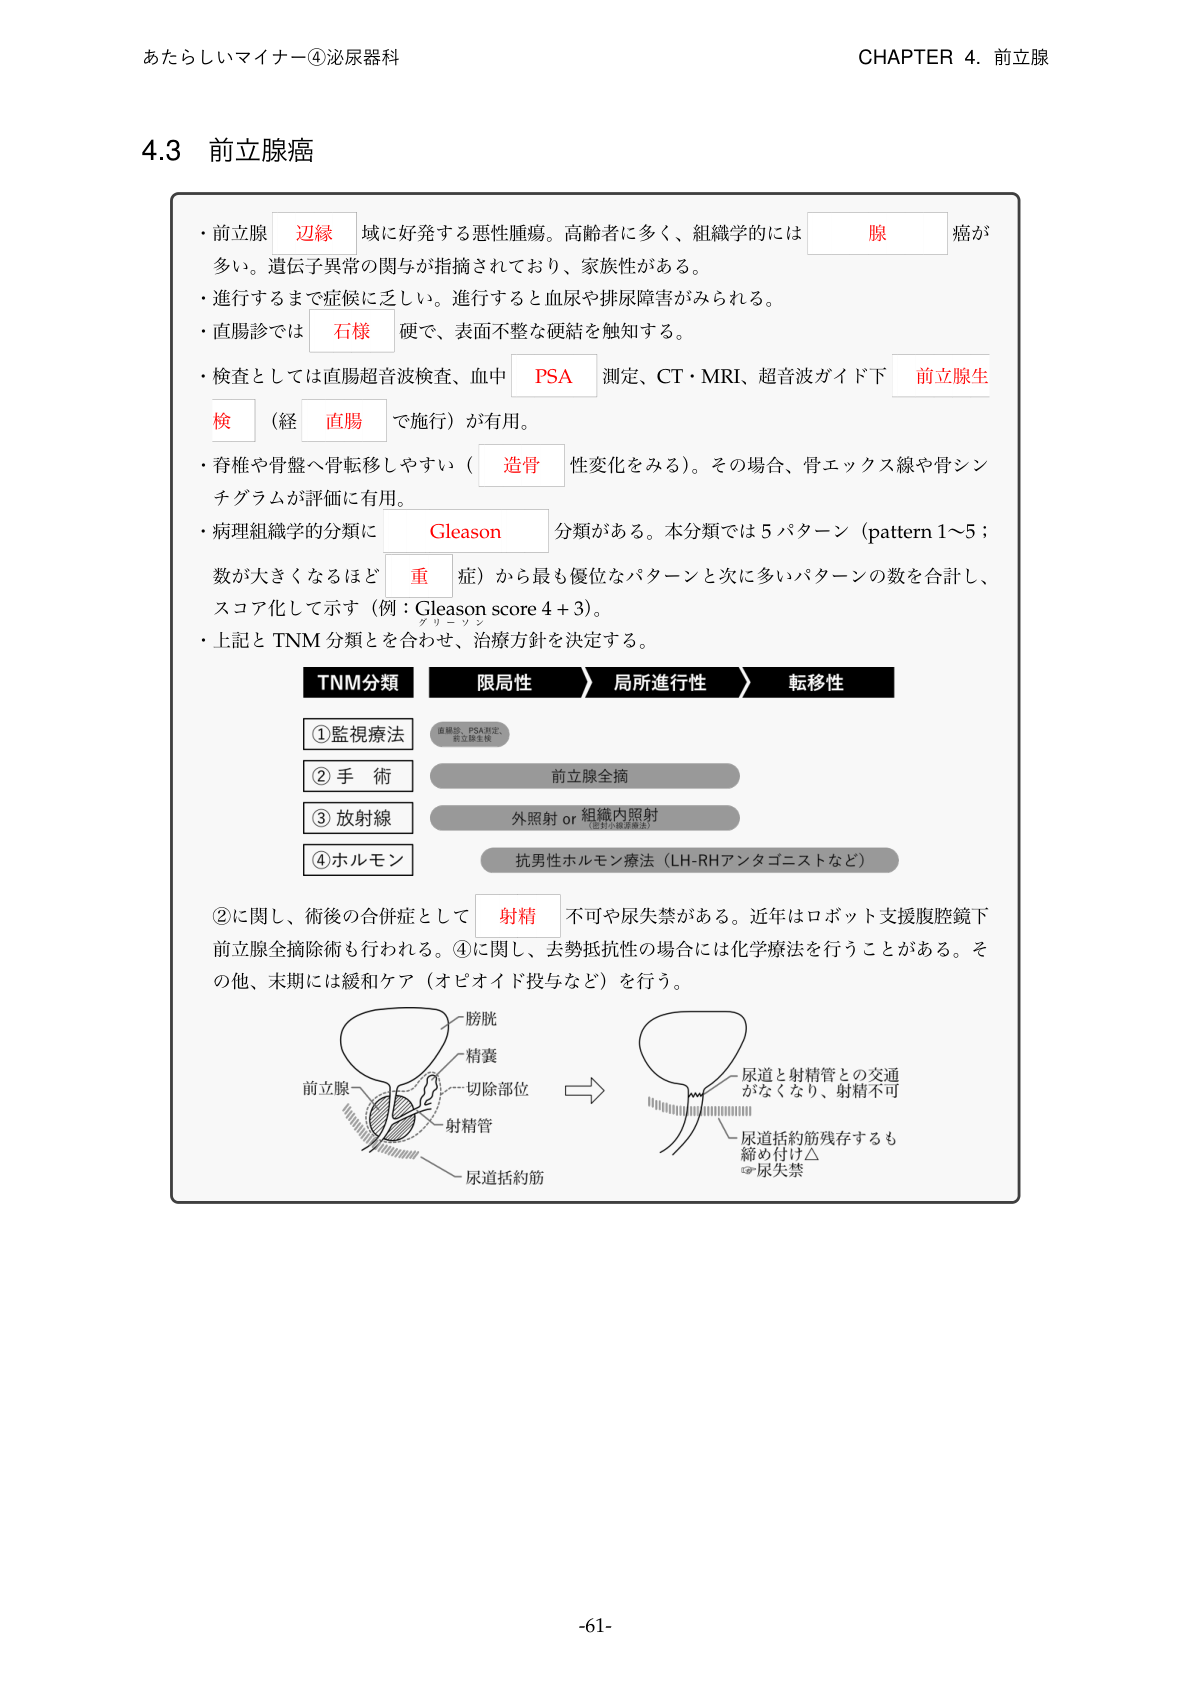 あたらしいマイナー④泌尿器科
CHAPTER 4. 前立腺
4.3 前立腺癌
・前立腺 辺縁 域に好発する悪性腫瘍。高齢者に多く、組織学的には 腺 癌が
多い。遺伝子異常の関与が指摘されており、家族性がある。
・進行するまで症候に乏しい。進行すると血尿や排尿障害がみられる。
・直腸診では 石様 硬で、表面不整な硬結を触知する。
・検査としては直腸超音波検査、血中 PSA 測定、CT・MRI、超音波ガイド下 前立腺生
検 （経 直腸 で施行）が有用。
・脊椎や骨盤へ骨転移しやすい（ 造骨 性変化をみる）。その場合、骨エックス線や骨シン
チグラムが評価に有用。
・病理組織学的分類に Gleason 分類がある。本分類では 5 パターン（pattern 1〜5；
数が大きくなるほど 重 症）から最も優位なパターンと次に多いパターンの数を合計し、
スコア化して示す（例：Gleason score 4 + 3）。
グリーソン
・上記と TNM 分類とを合わせ、治療方針を決定する。
TNM分類 限局性 局所進行性 転移性
①監視療法 直腸診、PSA測定、
前立腺生検
② 手 術 前立腺全摘
③ 放射線 外照射 or 組織内照射
（密封小線源療法）
④ホルモン 抗男性ホルモン療法（LH-RHアンタゴニストなど）
②に関し、術後の合併症として 射精 不可や尿失禁がある。近年はロボット支援腹腔鏡下
前立腺全摘除術も行われる。④に関し、去勢抵抗性の場合には化学療法を行うことがある。そ
の他、末期には緩和ケア（オピオイド投与など）を行う。
膀胱
精嚢
前立腺
切除部位
射精管
尿道括約筋
尿道と射精管との交通
がなくなり、射精不可
尿道括約筋残存するも
締め付け△
☞尿失禁
-61-